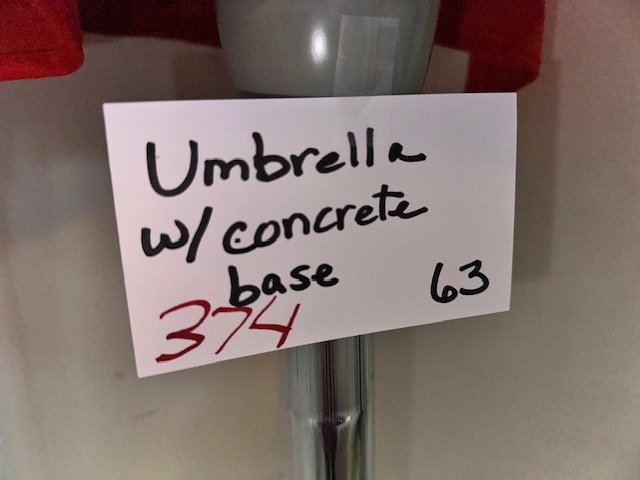 Umbrella
w/ concrete
base
63
374